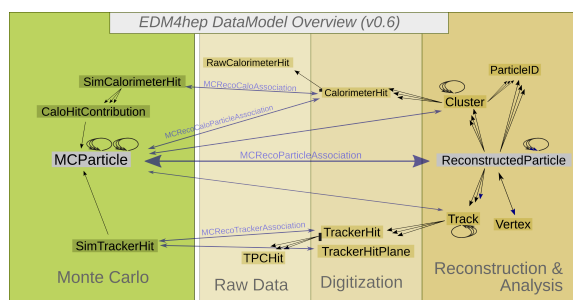 EDM4hep DataModel Overview (v0.6)
RawCalorimeterHit
ParticleID
SimCalorimeterHit
MCRecoCaloAssociation
CalorimeterHit
Cluster
CaloHitContribution
MCRecoCaloParticleAssociation
MCParticle
MCRecoParticleAssociation
ReconstructedParticle
Track
Vertex
MCRecoTrackerAssociation
TrackerHit
SimTrackerHit
TrackerHitPlane
TPCHit
Monte Carlo
Raw Data
Digitization
Reconstruction &
Analysis